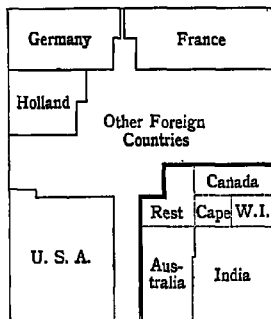 Germany
France
Holland
Other Foreign
Countries
Canada
Rest
Cape
W.I.
U. S. A.
Aus-
tralia
India